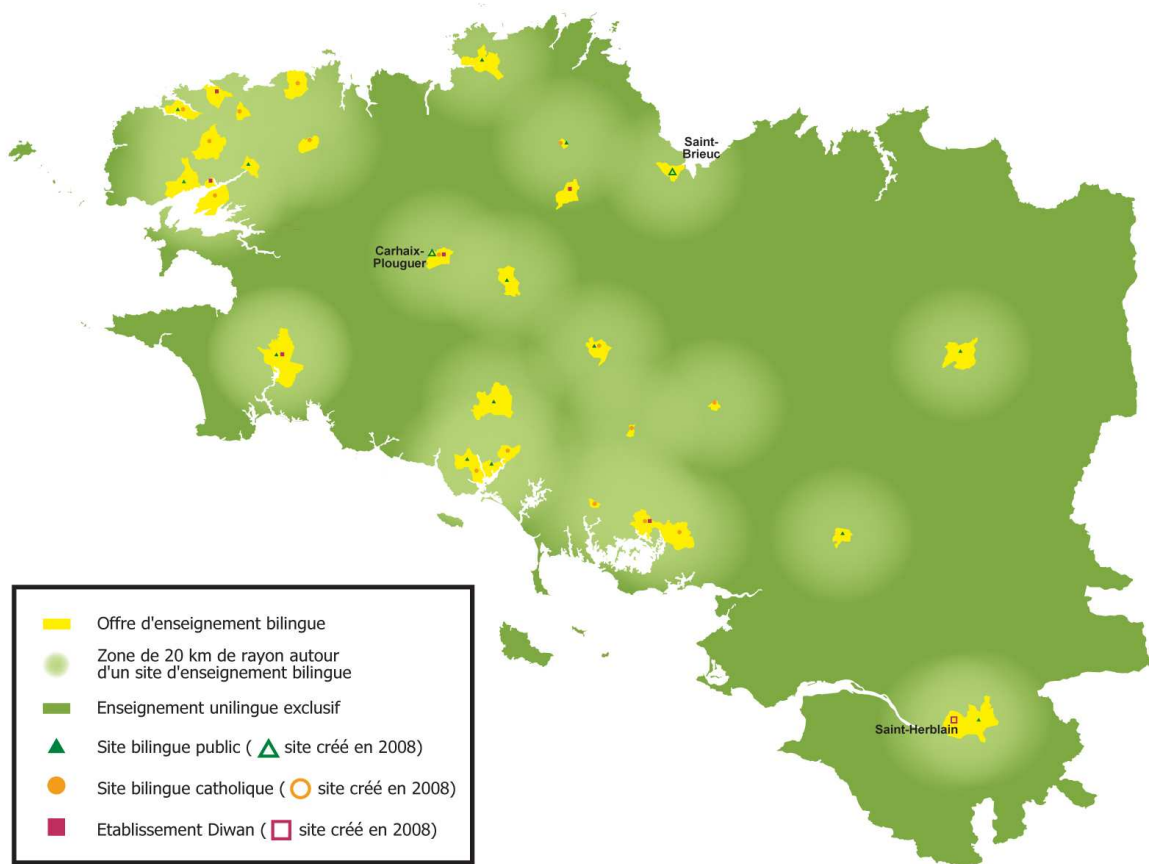 Saint-
Brieuc
Carhaix-
Plouguer
Saint-Herblain
Offre d'enseignement bilingue
Zone de 20 km de rayon autour
d'un site d'enseignement bilingue
Enseignement unilingue exclusif
Site bilingue public ( site créé en 2008)
Site bilingue catholique ( site créé en 2008)
Etablissement Diwan ( site créé en 2008)